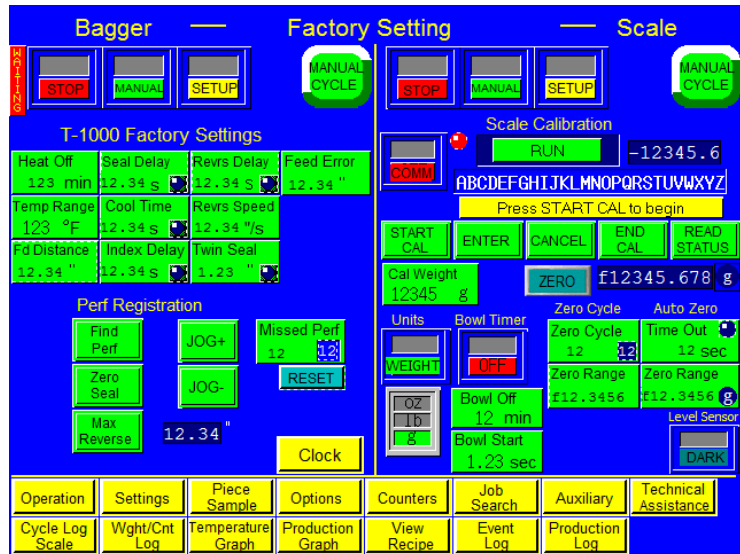 Bagger — Factory Setting — Scale
WAITING
STOP MANUAL SETUP MANUAL CYCLE
STOP MANUAL SETUP MANUAL CYCLE
T-1000 Factory Settings
Heat Off Seal Delay Revrs Delay Feed Error
123 min 12.34 s 12.34 s 12.34 "
Temp Range Cool Time Revrs Speed
123 °F 12.34 s 12.34 "/s
Fd Distance Index Delay Twin Seal
12.34 " 12.34 s 1.23 "
Perf Registration
Find Perf
JOG+
Missed Perf
12 12
Zero Seal
JOG-
RESET
Max Reverse
12.34 "
Clock
Scale Calibration
COMM
RUN
-12345.6
ABCDEFGHIJKLMNOPQRSTUVWXYZ
Press START CAL to begin
START CAL
ENTER
CANCEL
END CAL
READ STATUS
Cal Weight
12345 g
ZERO
f12345.678 g
Units
Bowl Timer
Zero Cycle
Auto Zero
WEIGHT
OFF
Zero Cycle
12 12
Time Out
12 sec
Zero Range
f12.3456
Zero Range
f12.3456 g
oz
lb
g
Bowl Off
12 min
Bowl Start
1.23 sec
Level Sensor
DARK
Operation
Settings
Piece Sample
Options
Counters
Job Search
Auxiliary
Technical Assistance
Cycle Log Scale
Wght/Cnt Log
Temperature Graph
Production Graph
View Recipe
Event Log
Production Log